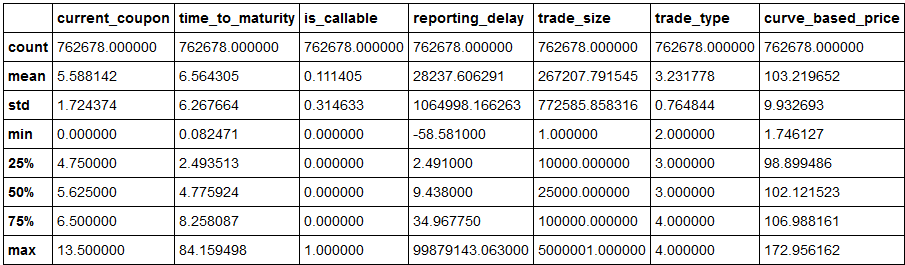 current_coupon time_to_maturity is_callable reporting_delay trade_size trade_type curve_based_price
count 762678.000000 762678.000000 762678.000000 762678.000000 762678.000000 762678.000000 762678.000000
mean 5.588142 6.564305 0.111405 28237.606291 267207.791545 3.231778 103.219652
std 1.724374 6.267664 0.314633 1064998.166263 772585.858316 0.764844 9.932693
min 0.000000 0.082471 0.000000 -58.581000 1.000000 2.000000 1.746127
25% 4.750000 2.493513 0.000000 2.491000 10000.000000 3.000000 98.899486
50% 5.625000 4.775924 0.000000 9.438000 25000.000000 3.000000 102.121523
75% 6.500000 8.258087 0.000000 34.967750 100000.000000 4.000000 106.988161
max 13.500000 84.159498 1.000000 99879143.063000 5000001.000000 4.000000 172.956162